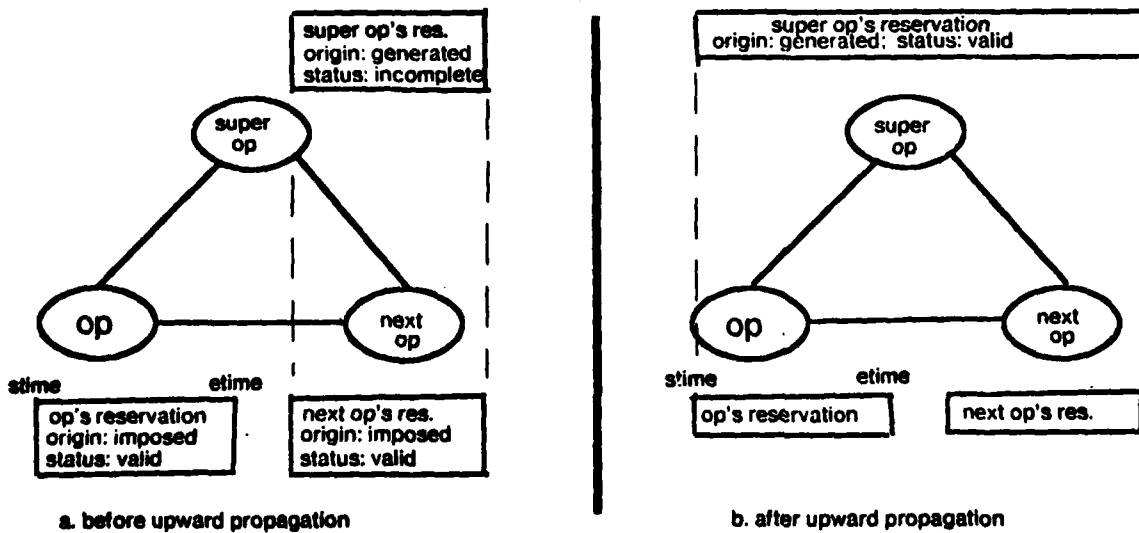 super op's res.
origin: generated
status: incomplete
super
op
op
next
op
stime
etime
op's reservation
origin: imposed
status: valid
next op's res.
origin: imposed
status: valid
a. before upward propagation
super op's reservation
origin: generated; status: valid
super
op
op
next
op
stime
etime
op's reservation
next op's res.
b. after upward propagation